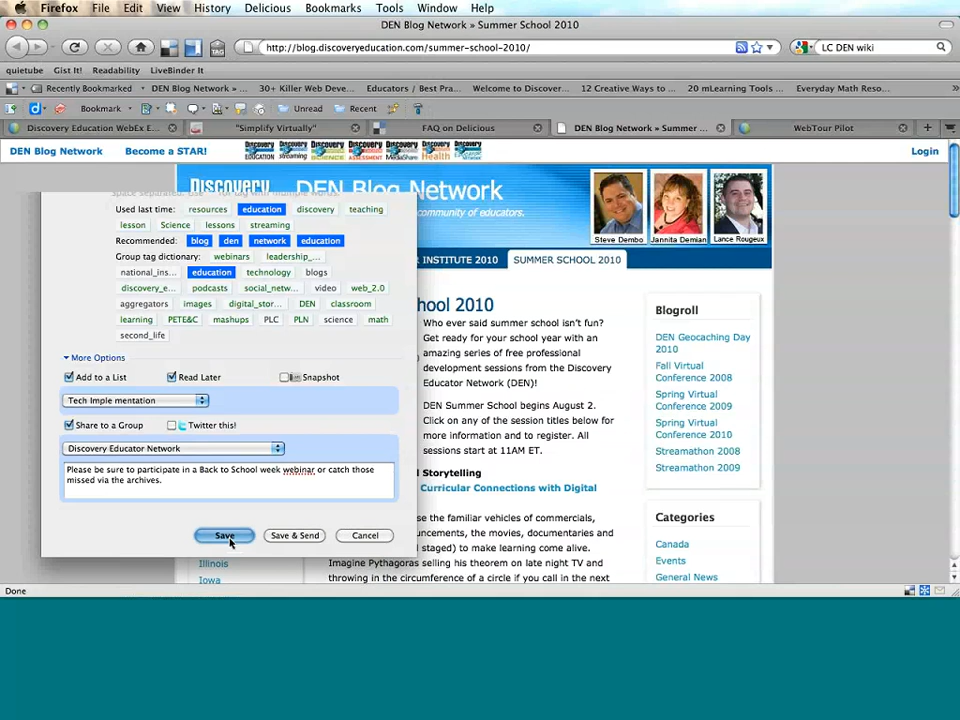 Firefox File Edit View History Delicious Bookmarks Tools Window Help
DEN Blog Network » Summer School 2010
http://blog.discoveryeducation.com/summer-school-2010/
LC DEN wiki
quietube Gist It! Readability LiveBinder It
Recently Bookmarked DEN Blog Network » ... 30+ Killer Web Deve... Educators / Best Pra... Welcome to Discover... 12 Creative Ways to ... 20 mLearning Tools ... Everyday Math Reso...
Bookmark Unread Recent
Discovery Education WebEx E... "Simplify Virtually" FAQ on Delicious DEN Blog Network » Summer ... WebTour Pilot
DEN Blog Network Become a STAR! Login
Discovery DEN Blog Network
community of educators.
Steve Dembo Jannita Demian Lance Rougeux
INSTITUTE 2010 SUMMER SCHOOL 2010
Used last time: resources education discovery teaching
lesson Science lessons streaming
Recommended: blog den network education
Group tag dictionary: webinars leadership_...
national_ins... education technology blogs
discovery_e... podcasts social_netw... video web_2.0
aggregators images digital_stor... DEN classroom
learning PETE&C mashups PLC PLN science math
second_life
More Options
Add to a List Read Later Snapshot
Tech Imple mentation
Share to a Group Twitter this!
Discovery Educator Network
Please be sure to participate in a Back to School week webinar or catch those
missed via the archives.
Save Save & Send Cancel
hool 2010
Who ever said summer school isn't fun?
Get ready for your school year with an
amazing series of free professional
development sessions from the Discovery
Educator Network (DEN)!
DEN Summer School begins August 2.
Click on any of the session titles below for
more information and to register. All
sessions start at 11AM ET.
Storytelling
Curricular Connections with Digital
se the familiar vehicles of commercials,
uncements, the movies, documentaries and
staged) to make learning come alive.
Imagine Pythagoras selling his theorem on late night TV and
throwing in the circumference of a circle if you call in the next
Blogroll
DEN Geocaching Day
2010
Fall Virtual
Conference 2008
Spring Virtual
Conference 2009
Spring Virtual
Conference 2010
Streamathon 2008
Streamathon 2009
Categories
Canada
Events
General News
Illinois
Iowa
Done